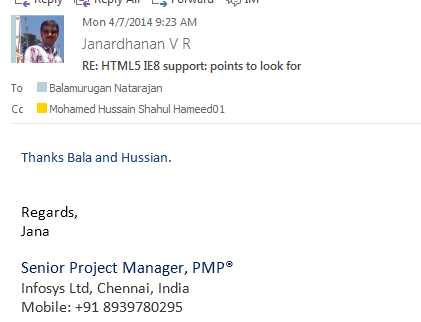 Reply Reply All Forward IM
Mon 4/7/2014 9:23 AM
Janardhanan V R
RE: HTML5 IE8 support: points to look for
To Balamurugan Natarajan
Cc Mohamed Hussain Shahul Hameed01
Thanks Bala and Hussian.
Regards,
Jana
Senior Project Manager, PMP®
Infosys Ltd, Chennai, India
Mobile: +91 8939780295